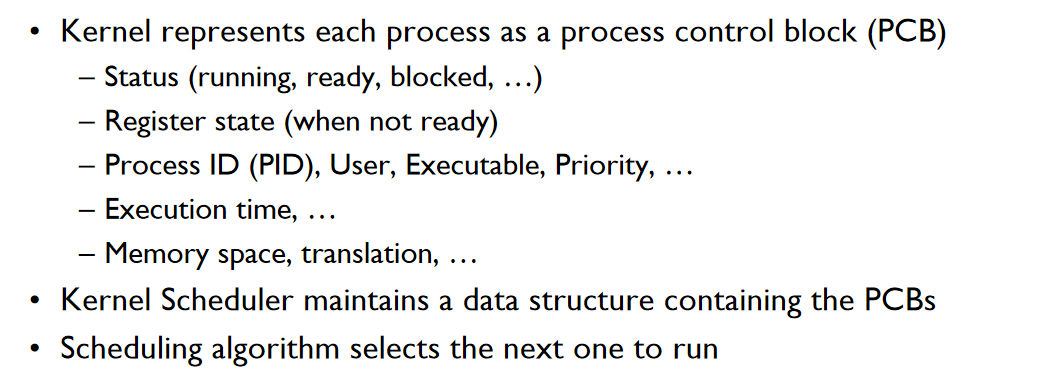 • Kernel represents each process as a process control block (PCB)
– Status (running, ready, blocked, …)
– Register state (when not ready)
– Process ID (PID), User, Executable, Priority, …
– Execution time, …
– Memory space, translation, …
• Kernel Scheduler maintains a data structure containing the PCBs
• Scheduling algorithm selects the next one to run